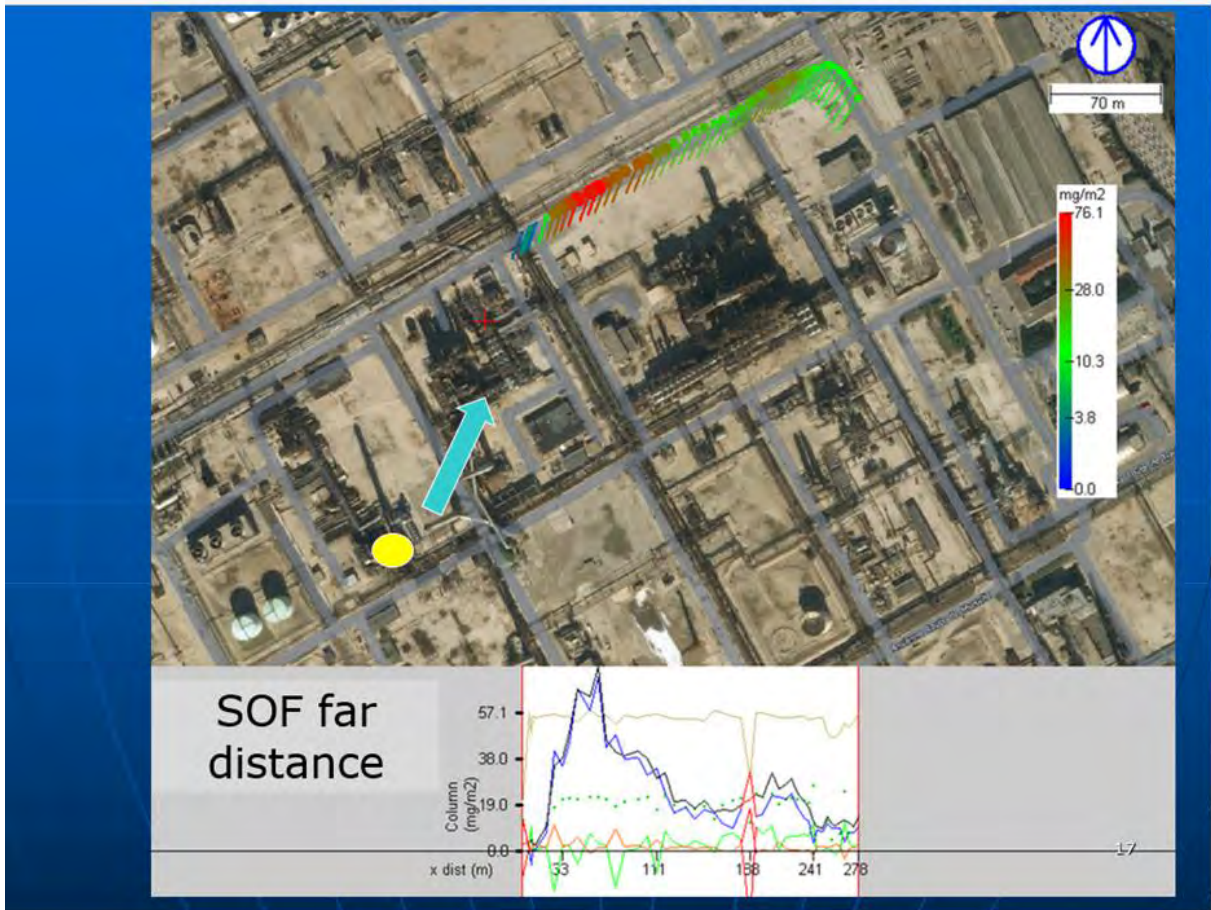 70 m
mg/m2
76.1
28.0
10.3
3.8
0.0
SOF far
distance
Column
(mg/m2)
57.1
38.0
19.0
0.0
x dist (m)
33
111
188
241
278
17